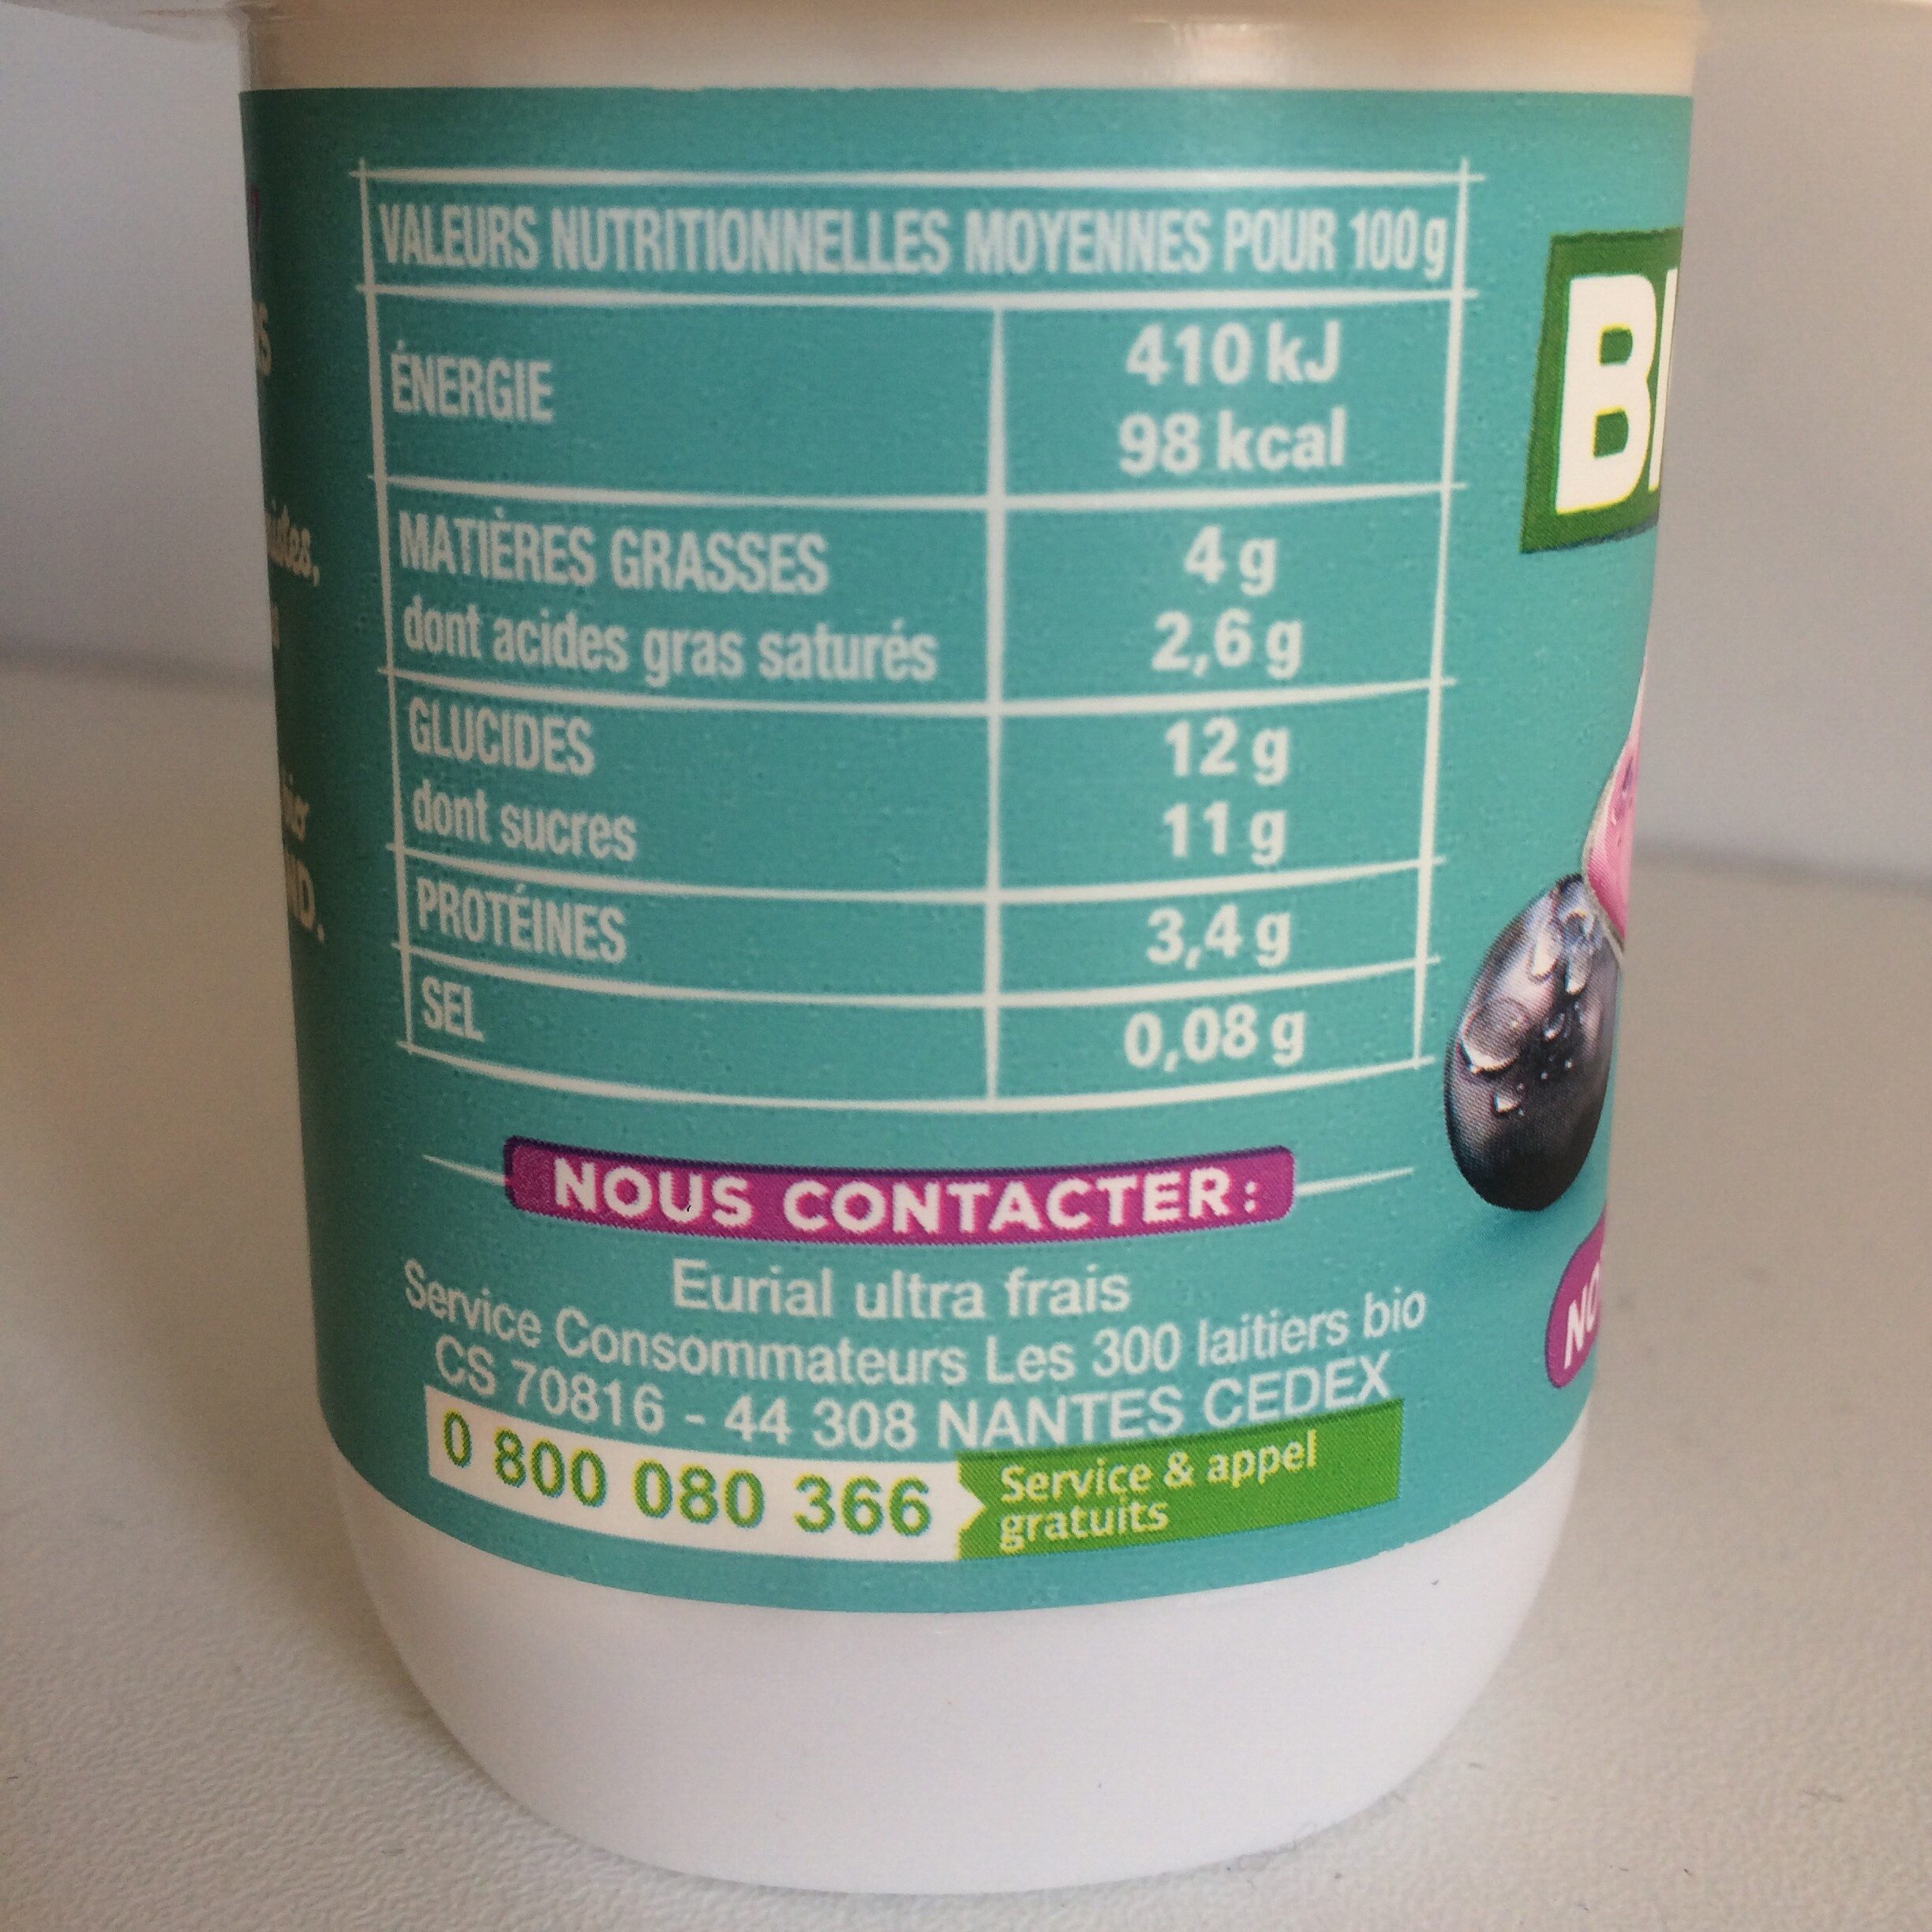 VALEURS NUTRITIONNELLES MOYENNES POUR 100g
ÉNERGIE 410 kJ
98 kcal
MATIÈRES GRASSES 4 g
dont acides gras saturés 2,6 g
GLUCIDES 12 g
dont sucres 11 g
PROTÉINES 3,4 g
SEL 0,08 g
NOUS CONTACTER:
Eurial ultra frais
Service Consommateurs Les 300 laitiers bio
CS 70816 - 44 308 NANTES CEDEX
0 800 080 366 Service & appel
gratuits